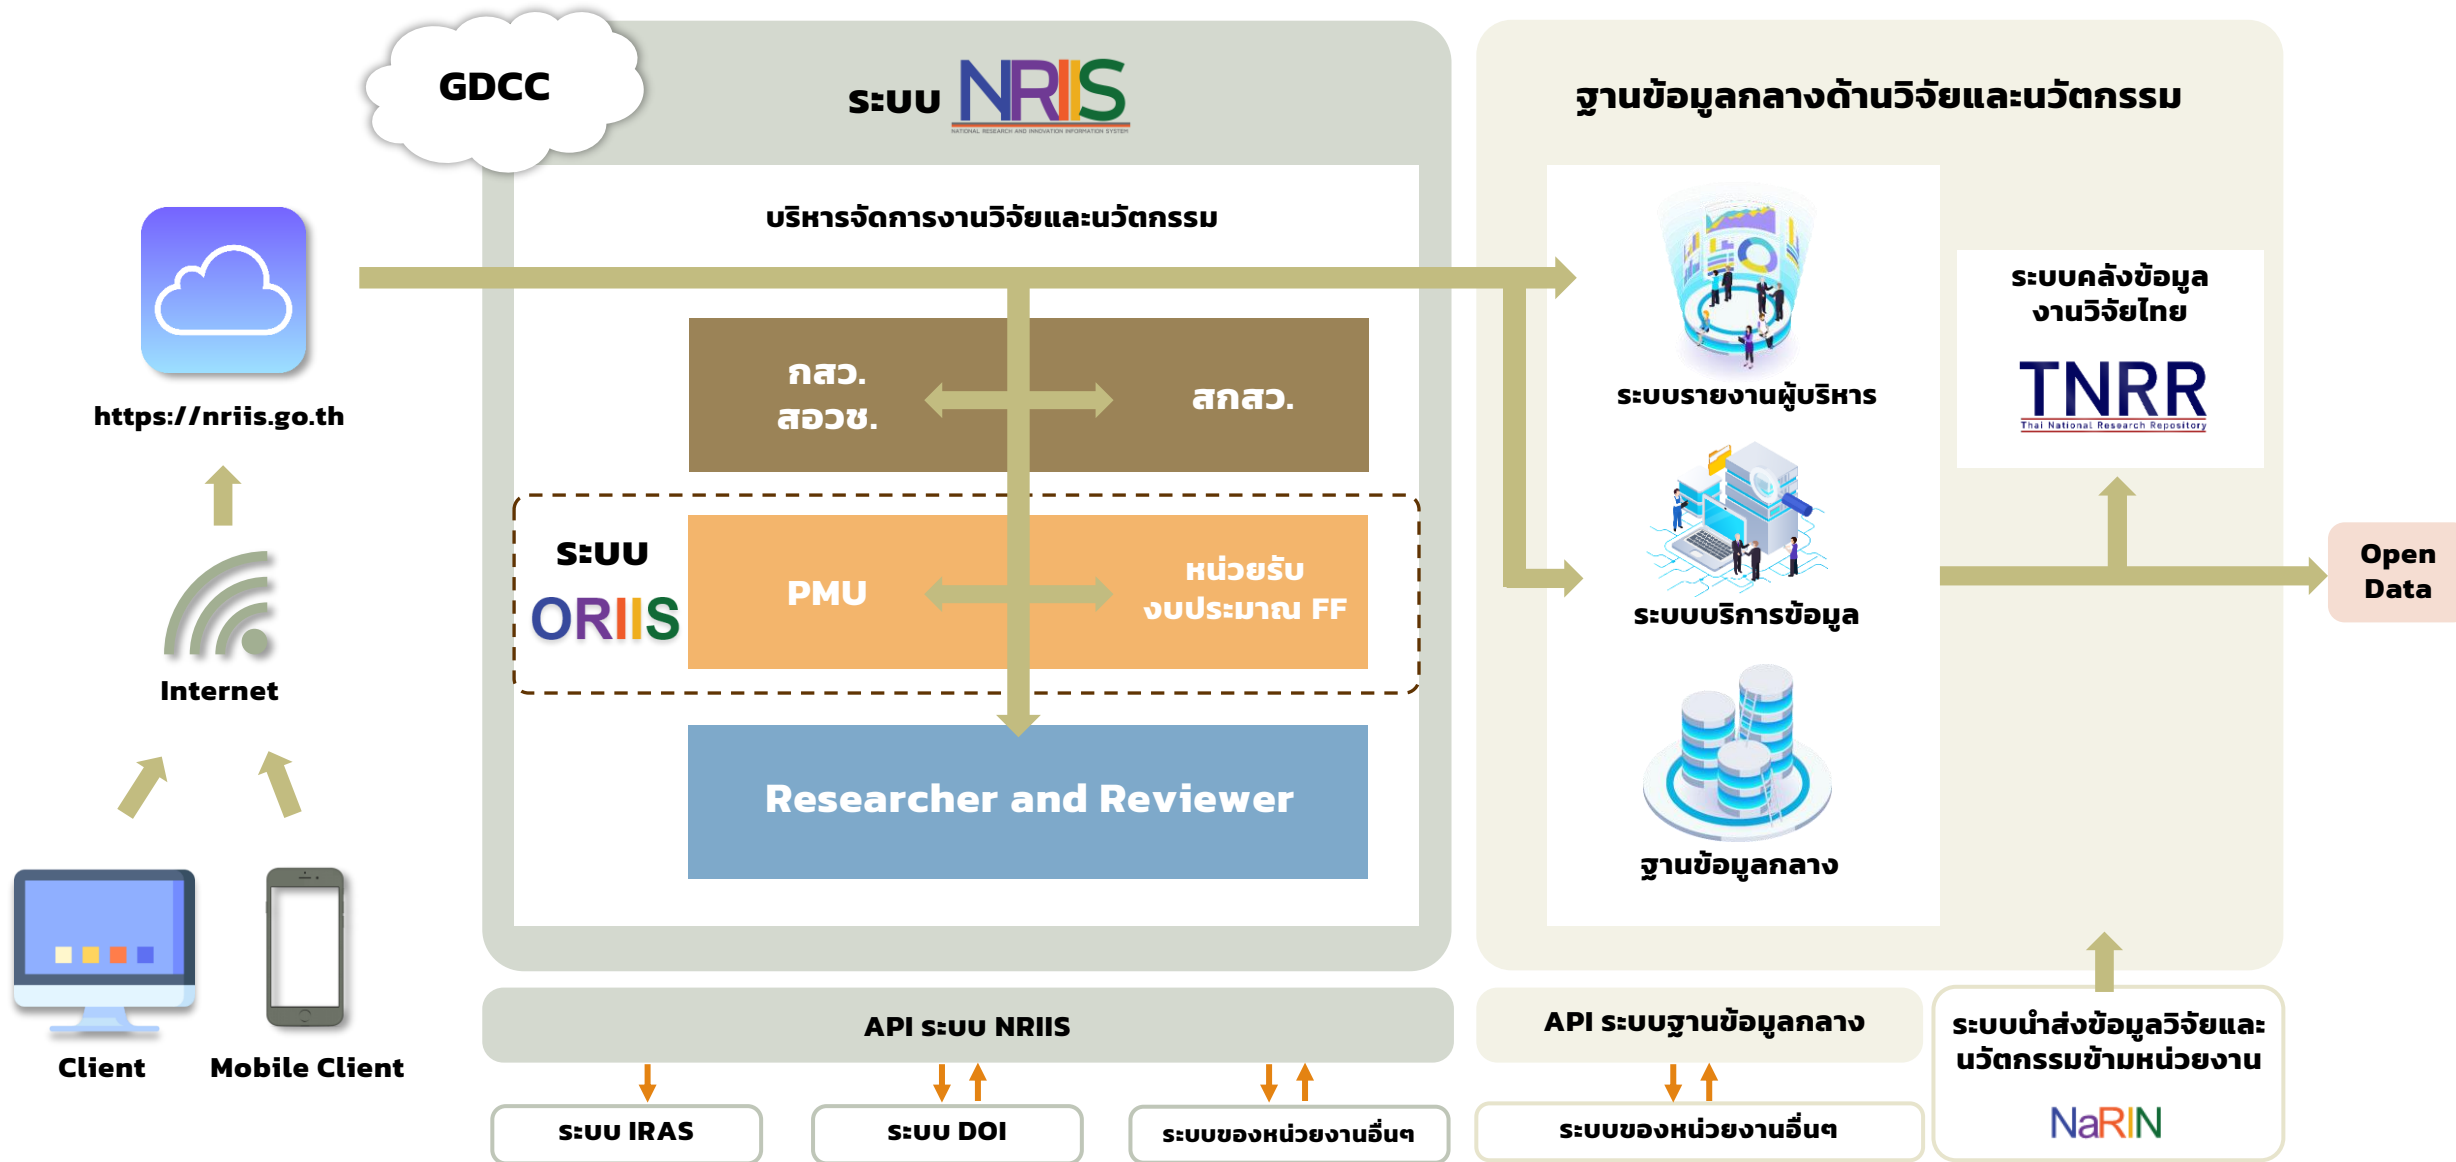 GDCC
ระบบ NRIIS
NATIONAL RESEARCH AND INNOVATION INFORMATION SYSTEM
บริหารจัดการงานวิจัยและนวัตกรรม
กสว.
สอวช.
สกสว.
ระบบ
ORIIS
PMU
หน่วยรับ
งบประมาณ FF
Researcher and Reviewer
https://nriis.go.th
Internet
Client
Mobile Client
ฐานข้อมูลกลางด้านวิจัยและนวัตกรรม
ระบบรายงานผู้บริหาร
ระบบบริการข้อมูล
ฐานข้อมูลกลาง
ระบบคลังข้อมูล
งานวิจัยไทย
TNRR
Thai National Research Repository
Open
Data
API ระบบ NRIIS
ระบบ IRAS
ระบบ DOI
ระบบของหน่วยงานอื่นๆ
API ระบบฐานข้อมูลกลาง
ระบบของหน่วยงานอื่นๆ
ระบบนำส่งข้อมูลวิจัยและ
นวัตกรรมข้ามหน่วยงาน
NaRIN